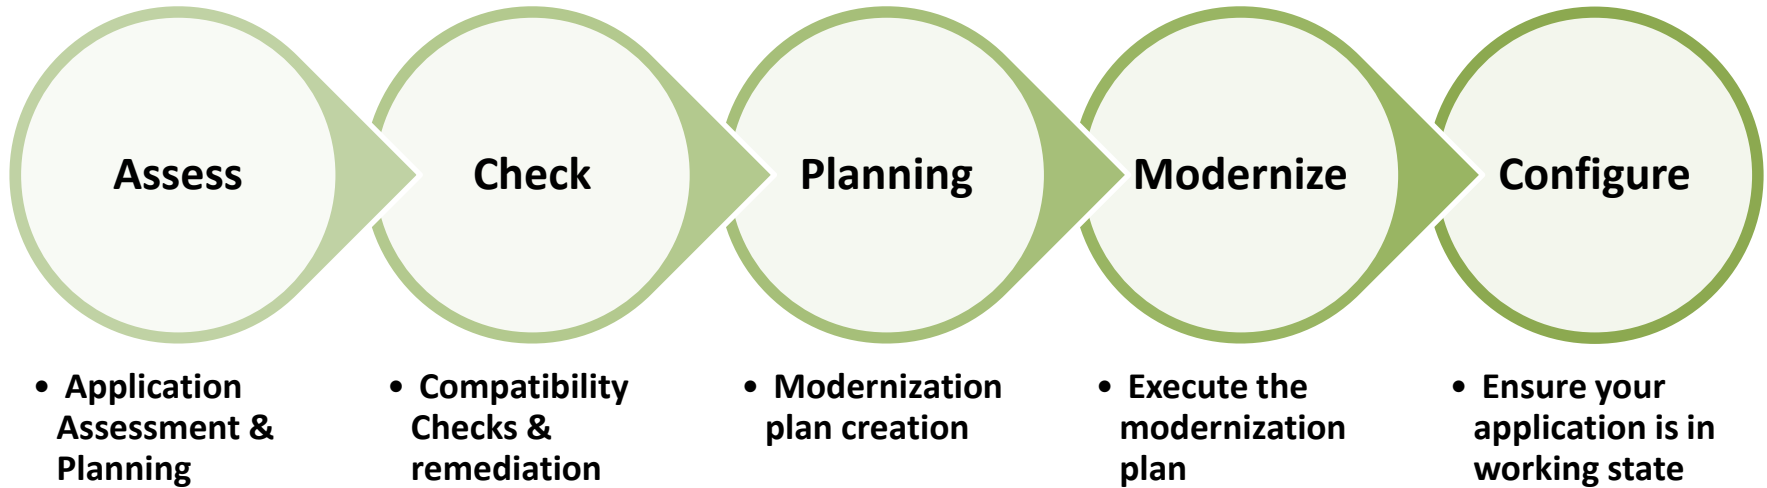 Assess
Check
Planning
Modernize
Configure
• Application
Assessment &
Planning
• Compatibility
Checks &
remediation
• Modernization
plan creation
• Execute the
modernization
plan
• Ensure your
application is in
working state